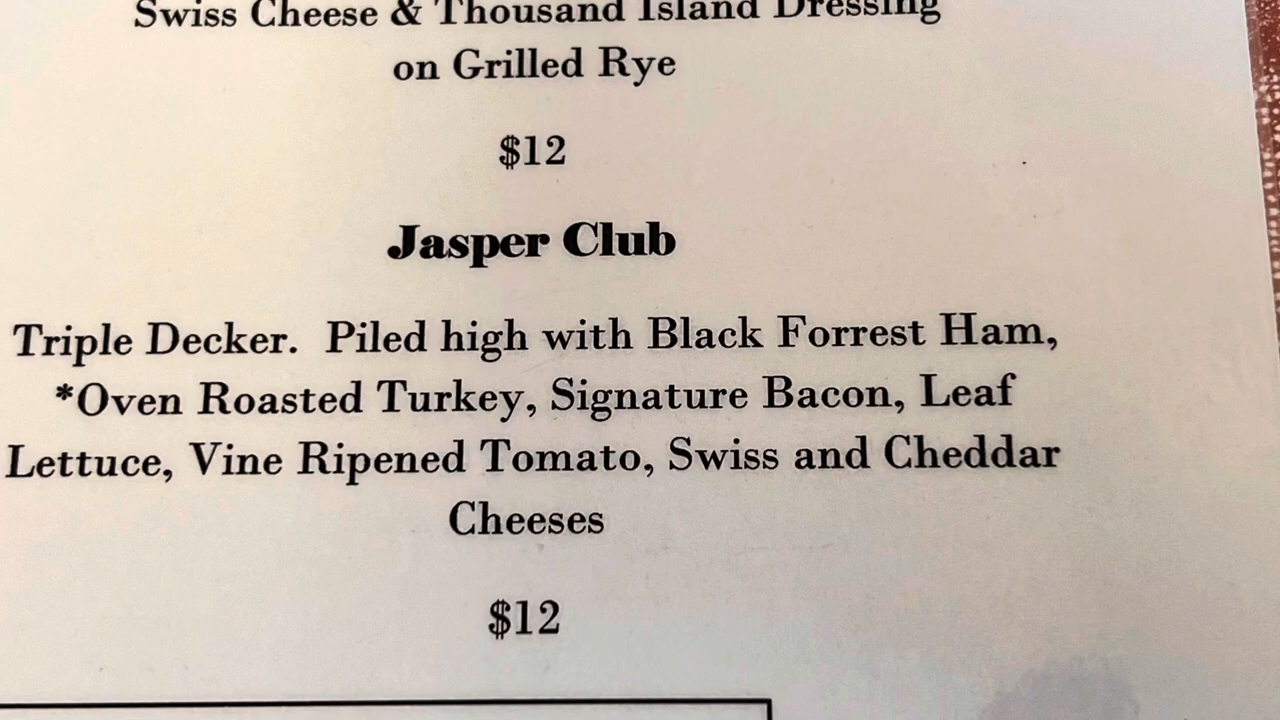 Swiss Cheese & Thousand Island Dressing
on Grilled Rye
$12
Jasper Club
Triple Decker. Piled high with Black Forrest Ham,
*Oven Roasted Turkey, Signature Bacon, Leaf
Lettuce, Vine Ripened Tomato, Swiss and Cheddar
Cheeses
$12